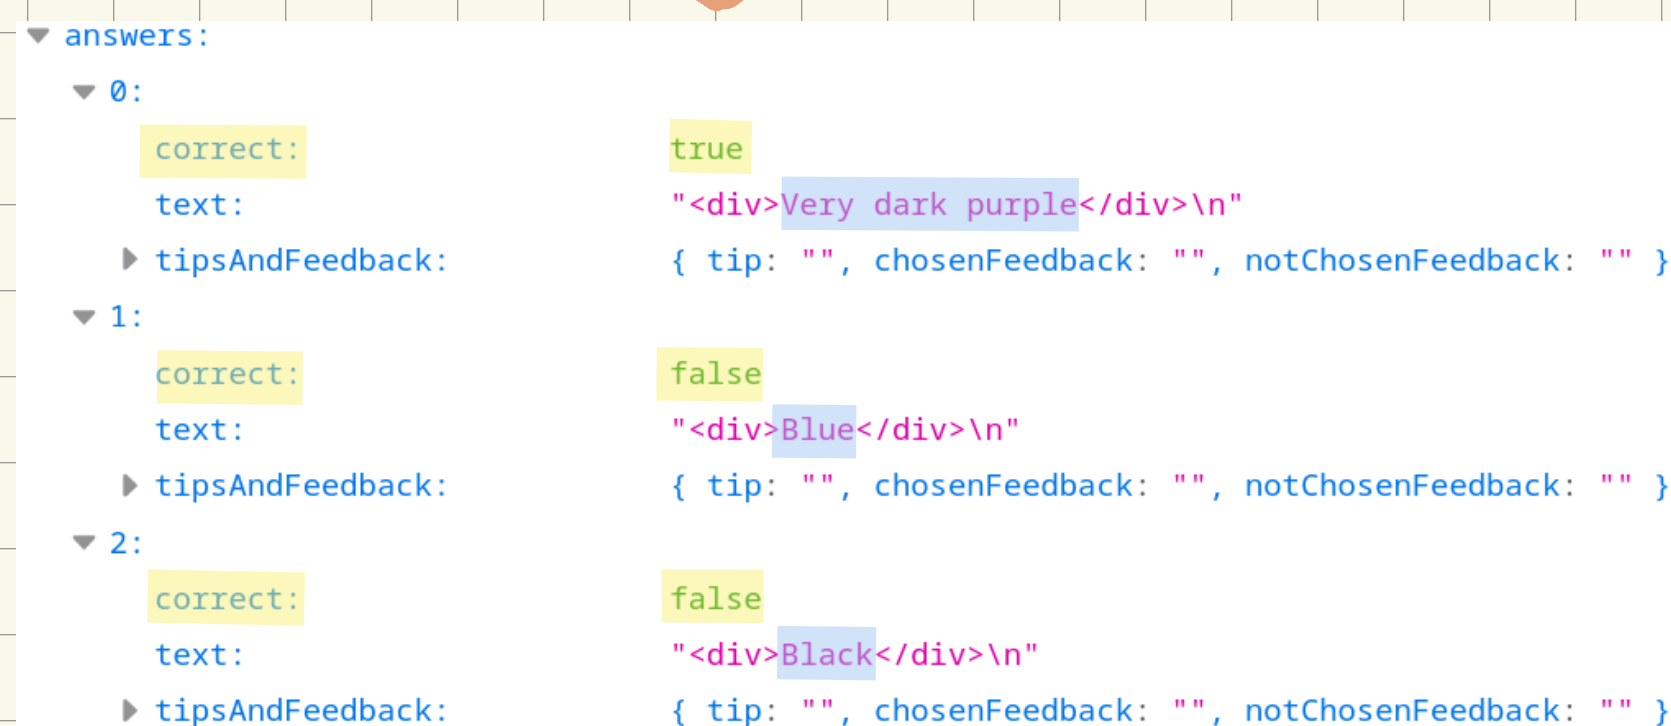 answers:
0:
correct: true
text: "<div>Very dark purple</div>\n"
tipsAndFeedback: { tip: "", chosenFeedback: "", notChosenFeedback: "" }
1:
correct: false
text: "<div>Blue</div>\n"
tipsAndFeedback: { tip: "", chosenFeedback: "", notChosenFeedback: "" }
2:
correct: false
text: "<div>Black</div>\n"
tipsAndFeedback: { tip: "", chosenFeedback: "", notChosenFeedback: "" }